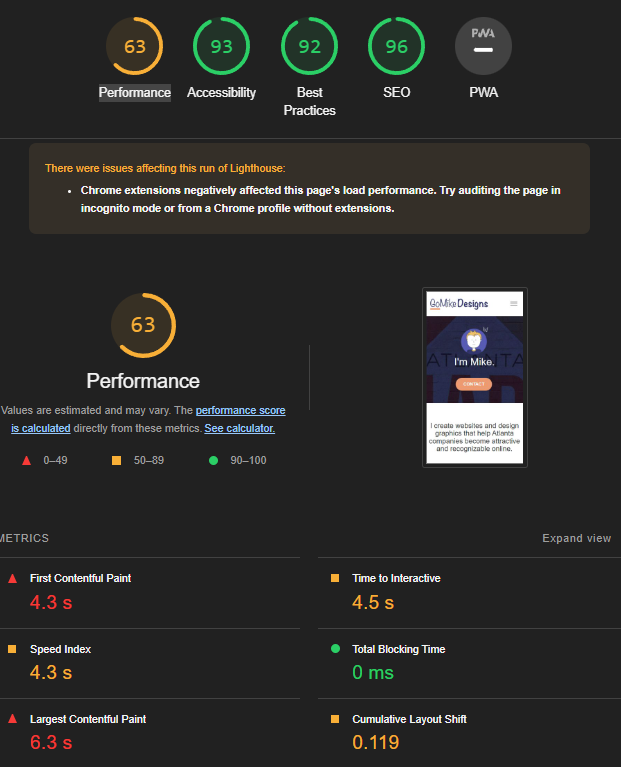 63
93
92
96
PWA
Performance
Accessibility
Best
Practices
SEO
PWA
There were issues affecting this run of Lighthouse:
• Chrome extensions negatively affected this page's load performance. Try auditing the page in
incognito mode or from a Chrome profile without extensions.
63
Performance
Values are estimated and may vary. The performance score
is calculated directly from these metrics. See calculator.
0–49
50–89
90–100
GoMikeDesigns
ATLANTA
I'm Mike.
CONTACT
I create websites and design
graphics that help Atlanta
companies become attractive
and recognizable online.
METRICS
Expand view
First Contentful Paint
4.3 s
Time to Interactive
4.5 s
Speed Index
4.3 s
Total Blocking Time
0 ms
Largest Contentful Paint
6.3 s
Cumulative Layout Shift
0.119